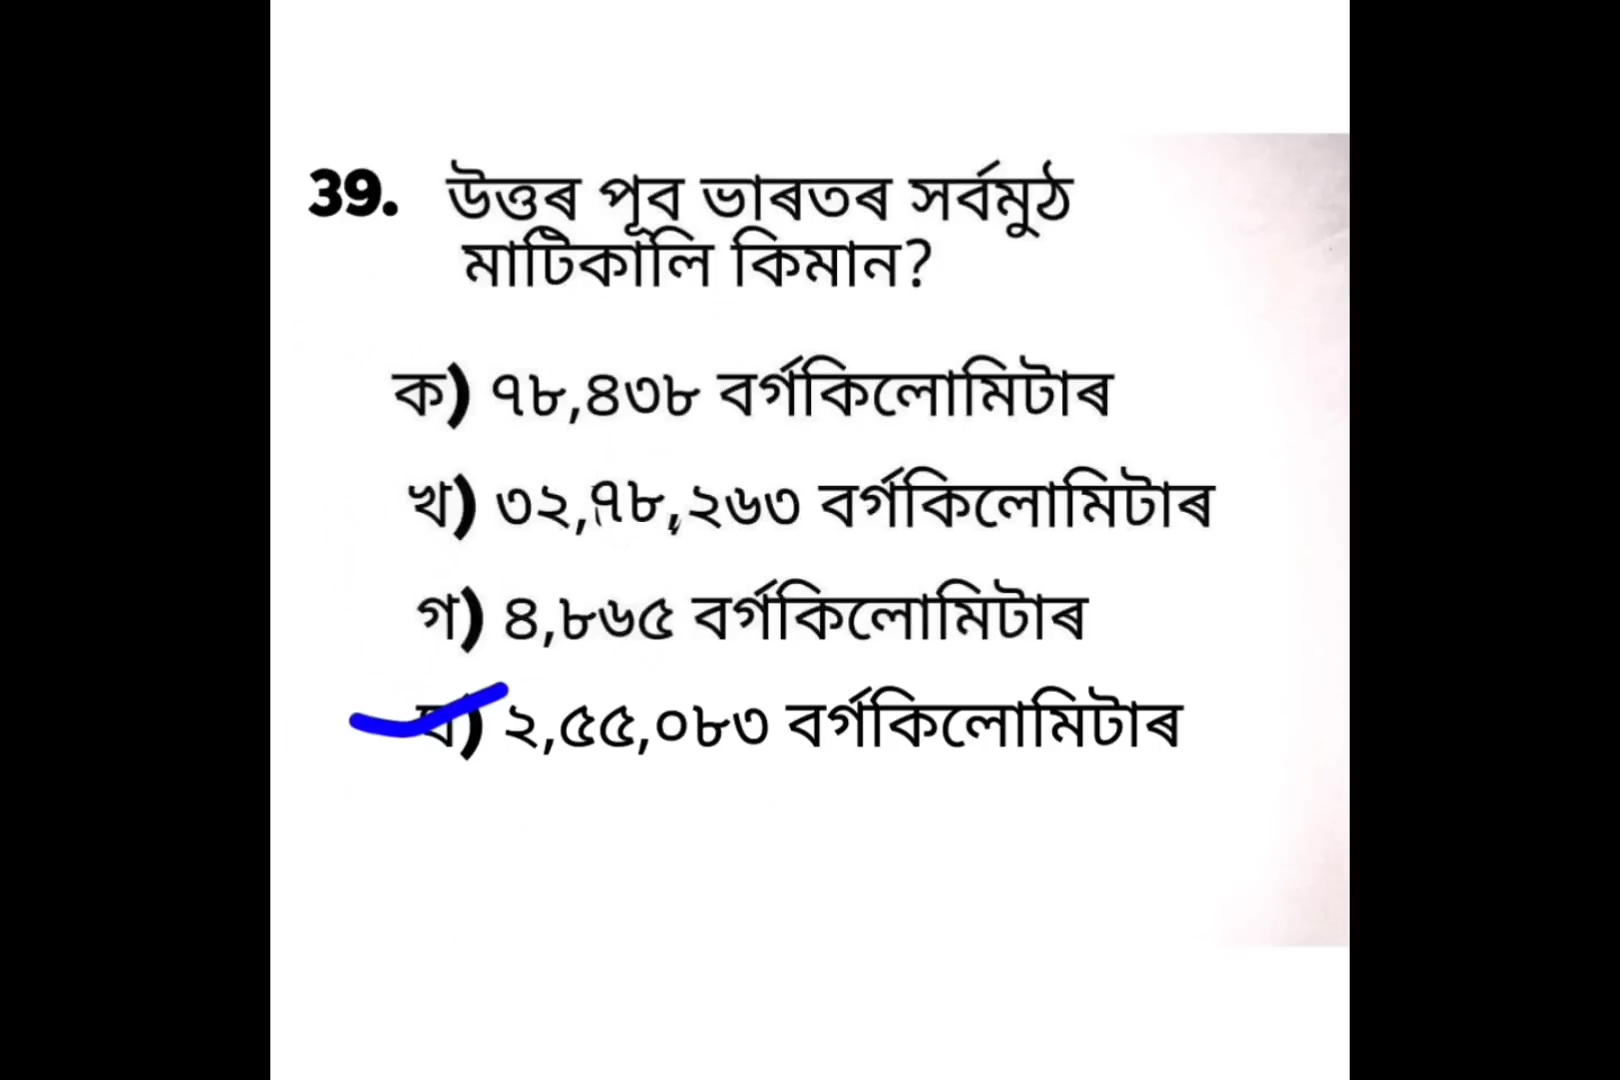 39. উত্তৰ পূব ভাৰতৰ সৰ্বমুঠ
মাটিকালি কিমান?
ক) ৭৮,৪৩৮ বৰ্গকিলোমিটাৰ
খ) ৩২,৭৮,২৬৩ বৰ্গকিলোমিটাৰ
গ) ৪,৮৬৫ বৰ্গকিলোমিটাৰ
ঘ) ২,৫৫,০৮৩ বৰ্গকিলোমিটাৰ